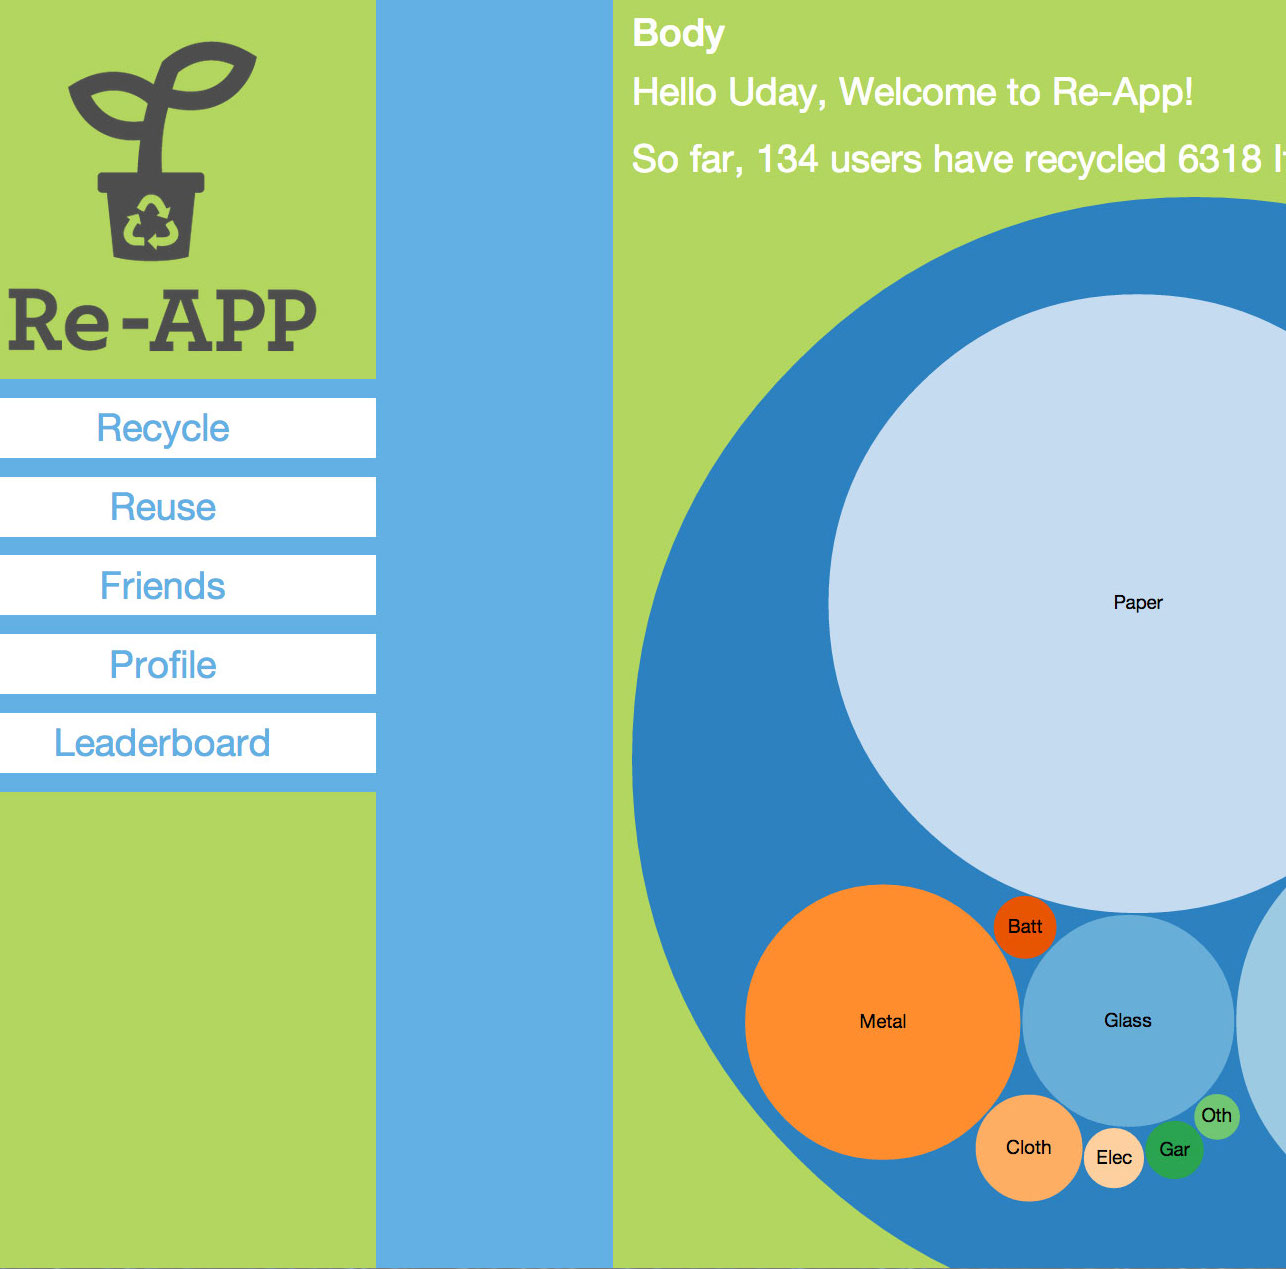 Re-APP
Recycle
Reuse
Friends
Profile
Leaderboard
Body
Hello Uday, Welcome to Re-App!
So far, 134 users have recycled 6318
Paper
Batt
Metal
Glass
Oth
Cloth
Elec
Gar